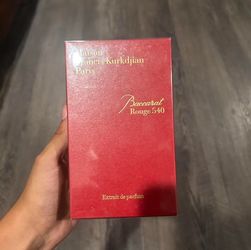 Maison
Francis Kurkdjian
Paris
Baccarat
Rouge 540
Extrait de parfum